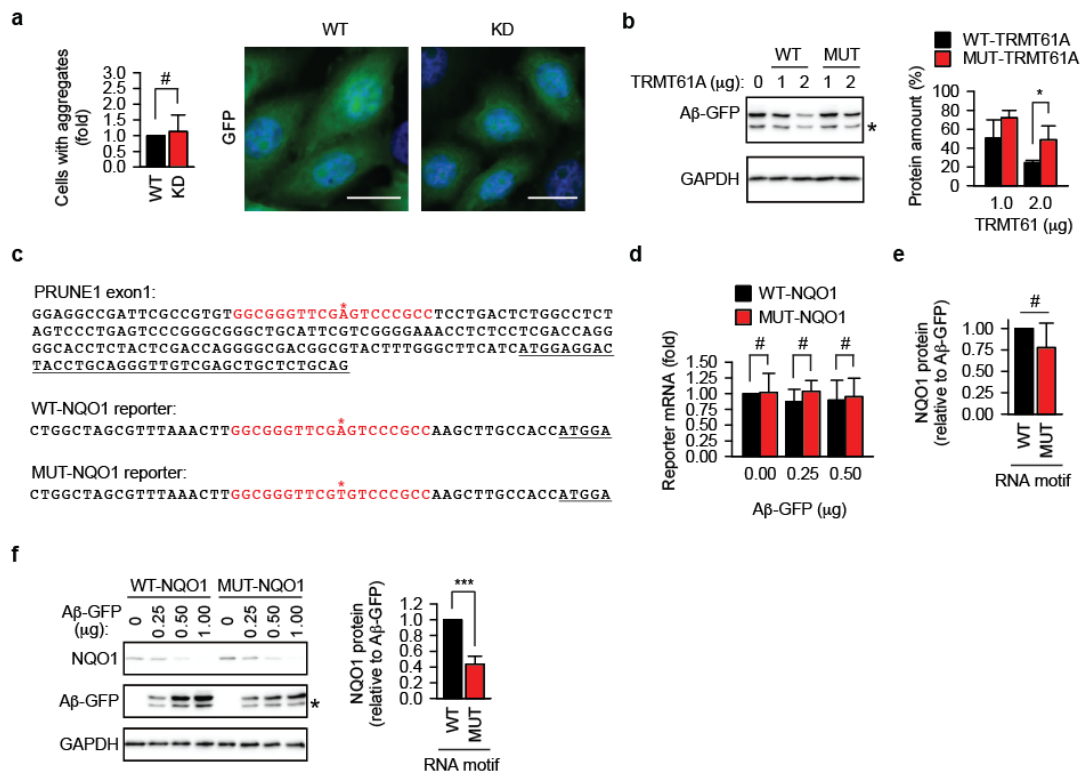 a
WT
KD
Cells with aggregates
(fold)
3.0
2.5
2.0
1.5
1.0
0.5
0.0
#
WT
KD
GFP
b
WT
MUT
TRMT61A (μg):
0
1
2
1
2
Aβ-GFP
*
GAPDH
WT-TRMT61A
MUT-TRMT61A
Protein amount (%)
100
80
60
40
20
0
*
1.0
2.0
TRMT61 (μg)
c
PRUNE1 exon1:
*
GGAGGCCGATTCGCCGTGTGGCGGGTTCGAGTCCCGCCTCCTGACTCTGGCCTCT
AGTCCCTGAGTCCCGGGCGGGCTGCATTCGTCGGGGAAACCTCTCCTCGACCAGG
GGCACCTCTACTCGACCAGGGGCGACGGCGTACTTTGGGCTTCATCATGGAGGAC
TACCTGCAGGGTTGTCGAGCTGCTCTGCAG
WT-NQO1 reporter:
*
CTGGCTAGCGTTTAAACTTGGCGGGTTCGAGTCCCGCCAAGCTTGCCACCATGGA
MUT-NQO1 reporter:
*
CTGGCTAGCGTTTAAACTTGGCGGGTTCGTGTCCCGCCAAGCTTGCCACCATGGA
d
WT-NQO1
MUT-NQO1
Reporter mRNA (fold)
1.50
1.25
1.00
0.75
0.50
0.25
0.00
#
#
#
0.00
0.25
0.50
Aβ-GFP (μg)
e
NQO1 protein
(relative to Aβ-GFP)
1.00
0.75
0.50
0.25
0.00
#
WT
MUT
RNA motif
f
WT-NQO1
MUT-NQO1
Aβ-GFP
(μg):
0
0.25
0.50
1.00
0
0.25
0.50
1.00
NQO1
Aβ-GFP
*
GAPDH
NQO1 protein
(relative to Aβ-GFP)
1.2
1.0
0.8
0.6
0.4
0.2
0.0
***
WT
MUT
RNA motif